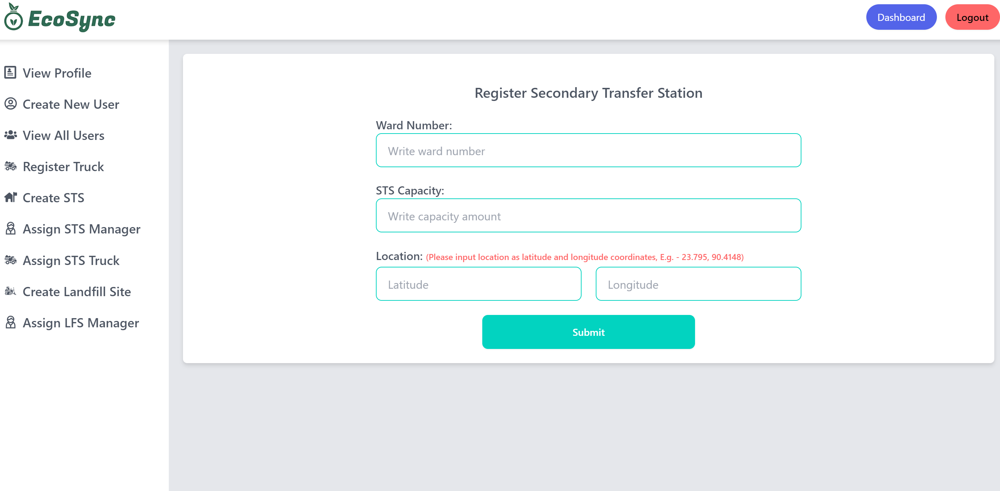 EcoSync
Dashboard
Logout
View Profile
Create New User
View All Users
Register Truck
Create STS
Assign STS Manager
Assign STS Truck
Create Landfill Site
Assign LFS Manager
Register Secondary Transfer Station
Ward Number:
Write ward number
STS Capacity:
Write capacity amount
Location: (Please input location as latitude and longitude coordinates, E.g. - 23.795, 90.4148)
Latitude
Longitude
Submit